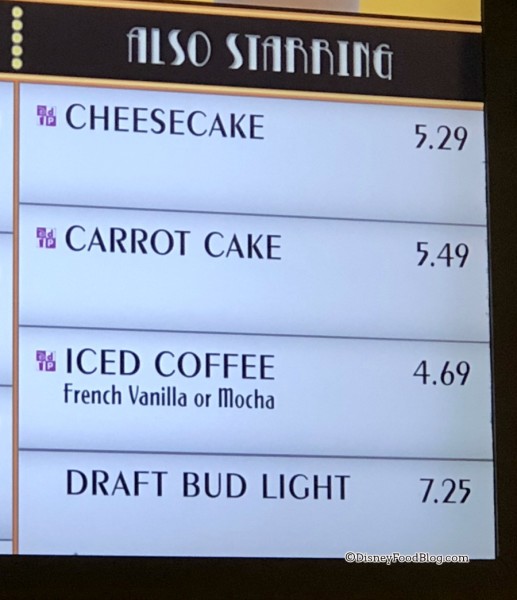 ALSO STARRING
CHEESECAKE 5.29
CARROT CAKE 5.49
ICED COFFEE 4.69
French Vanilla or Mocha
DRAFT BUD LIGHT 7.25
©DisneyFoodBlog.com